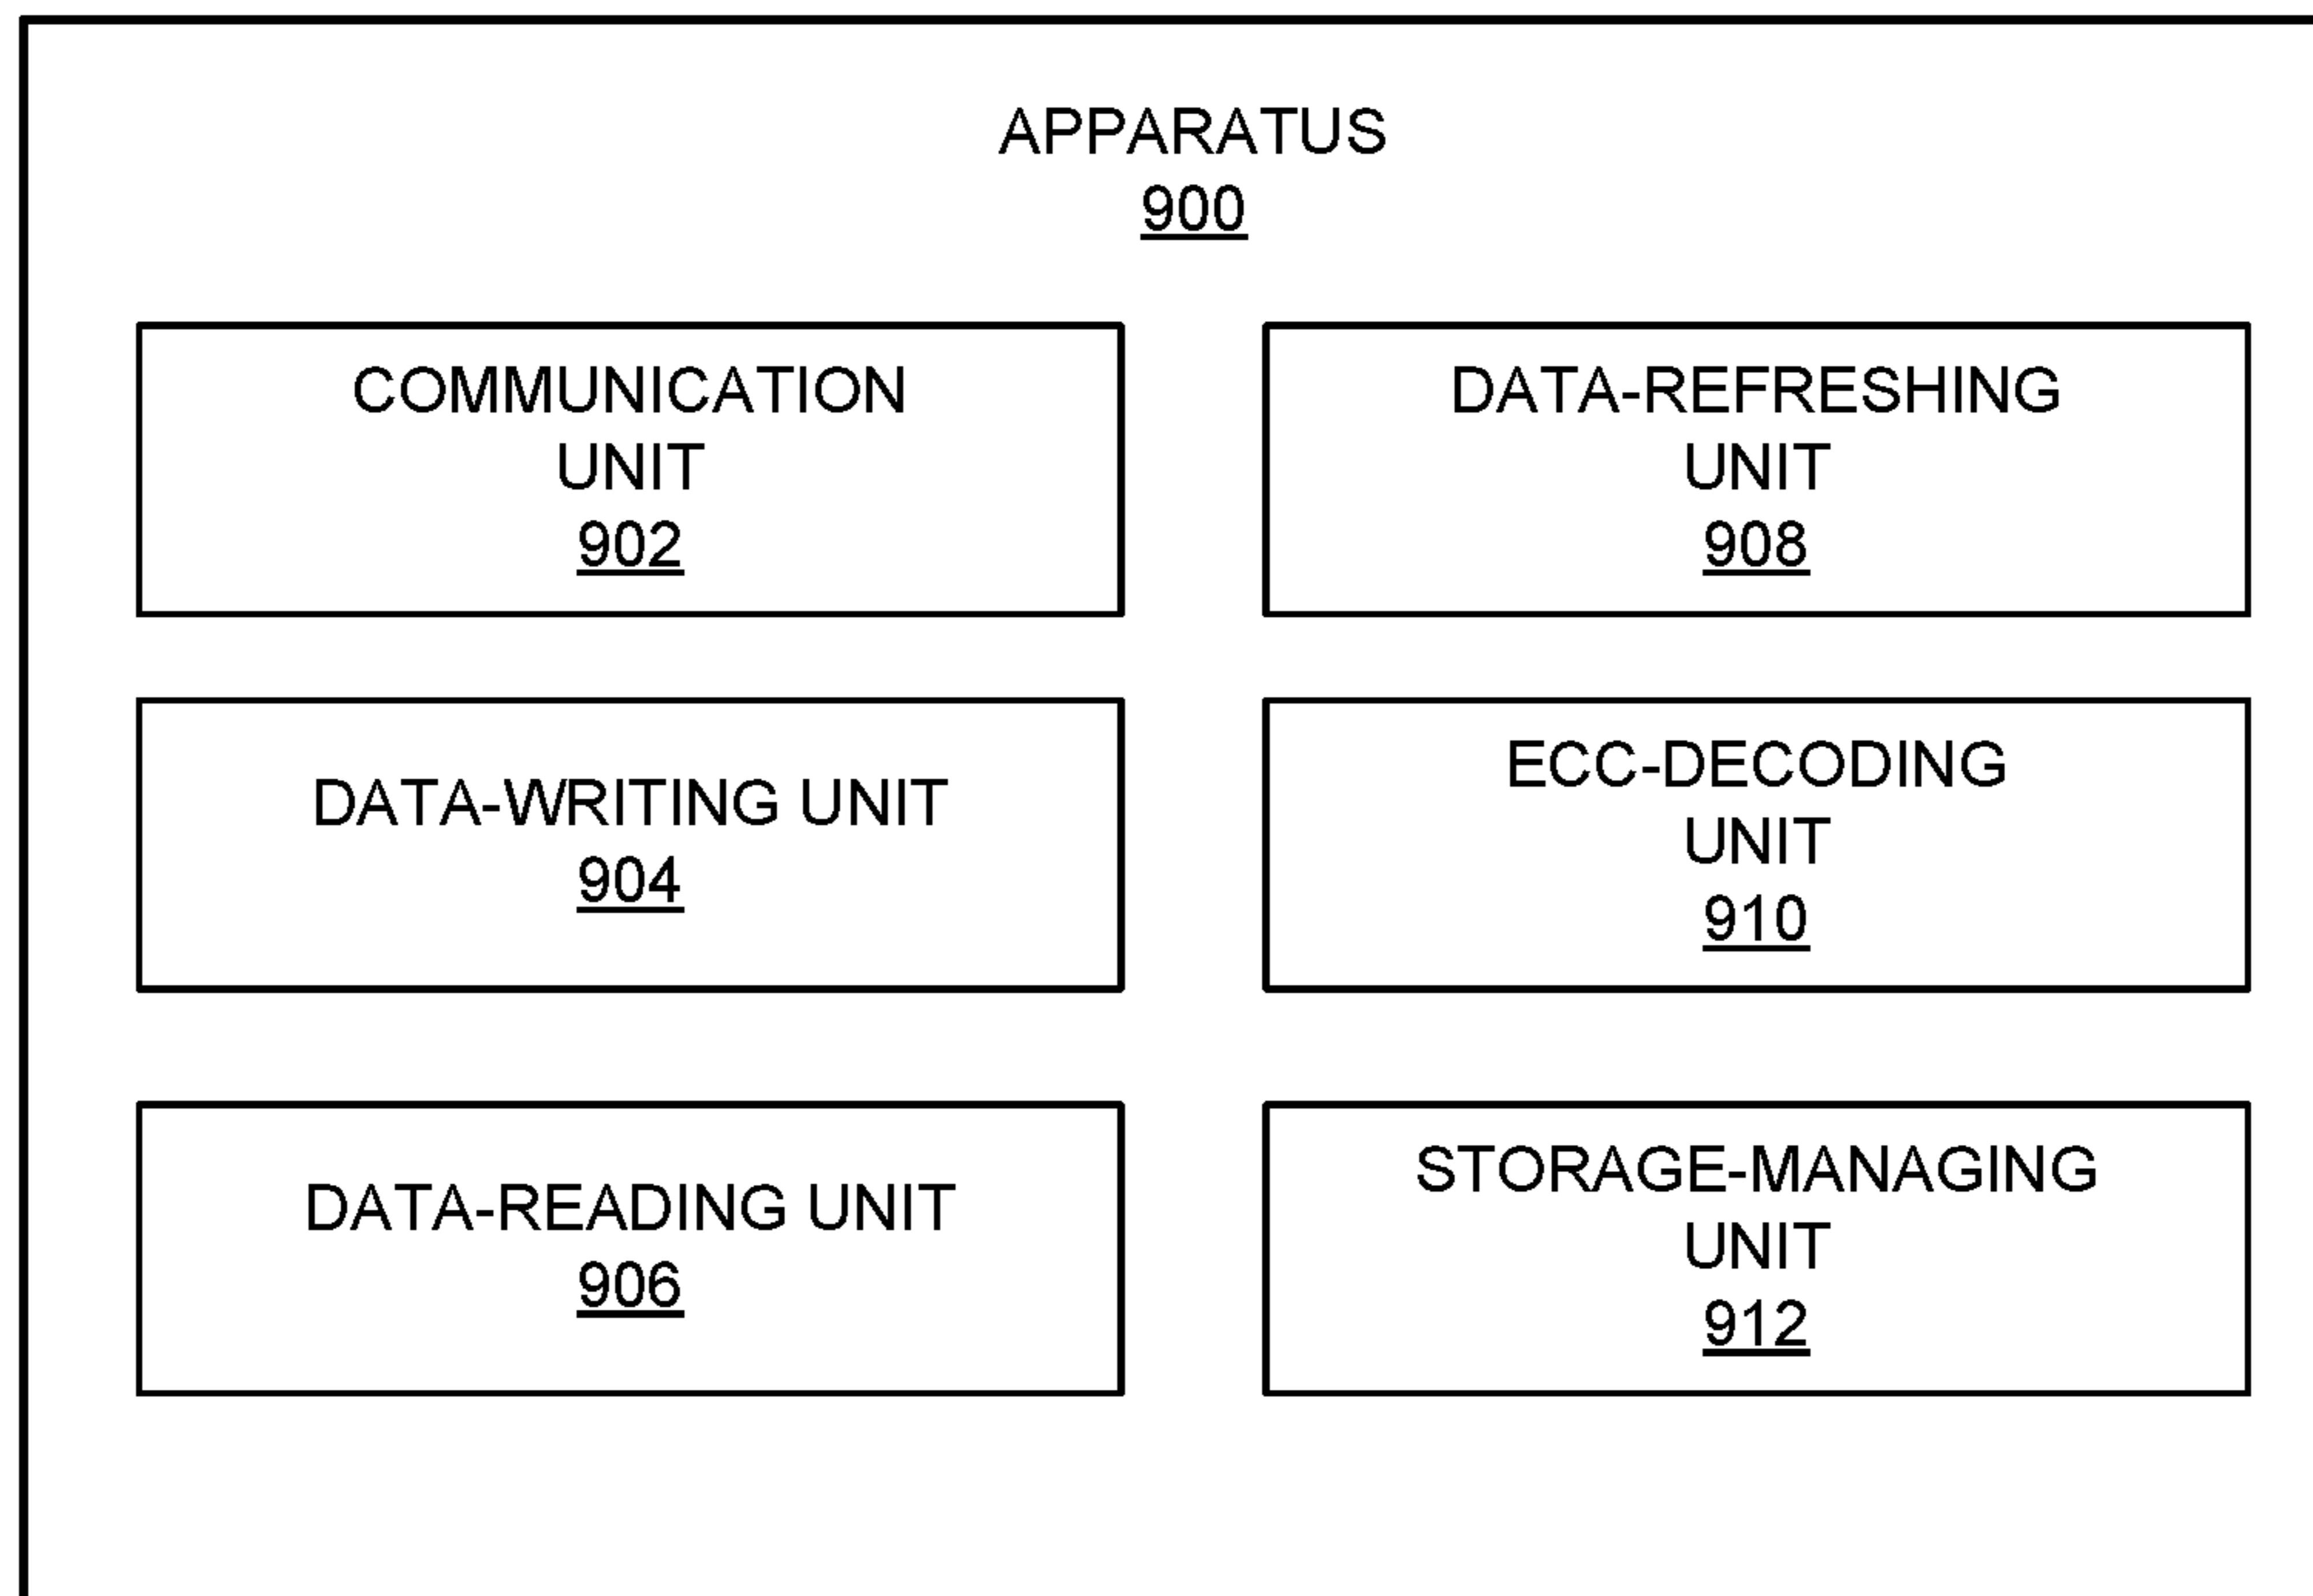 APPARATUS
900
COMMUNICATION
UNIT
902
DATA-WRITING UNIT
904
DATA-READING UNIT
906
DATA-REFRESHING
UNIT
908
ECC-DECODING
UNIT
910
STORAGE-MANAGING
UNIT
912